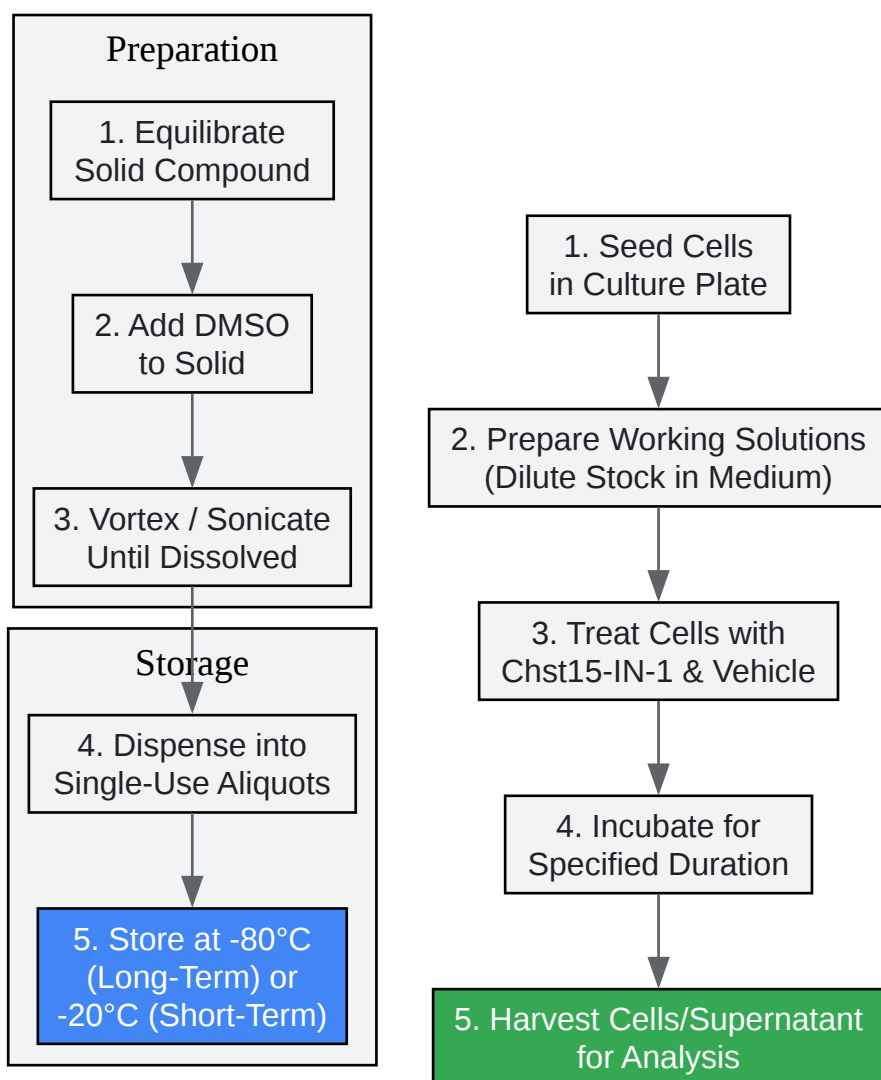 Preparation
1. Equilibrate
Solid Compound
2. Add DMSO
to Solid
3. Vortex / Sonicate
Until Dissolved
Storage
4. Dispense into
Single-Use Aliquots
5. Store at -80°C
(Long-Term) or
-20°C (Short-Term)
1. Seed Cells
in Culture Plate
2. Prepare Working Solutions
(Dilute Stock in Medium)
3. Treat Cells with
Chst15-IN-1 & Vehicle
4. Incubate for
Specified Duration
5. Harvest Cells/Supernatant
for Analysis